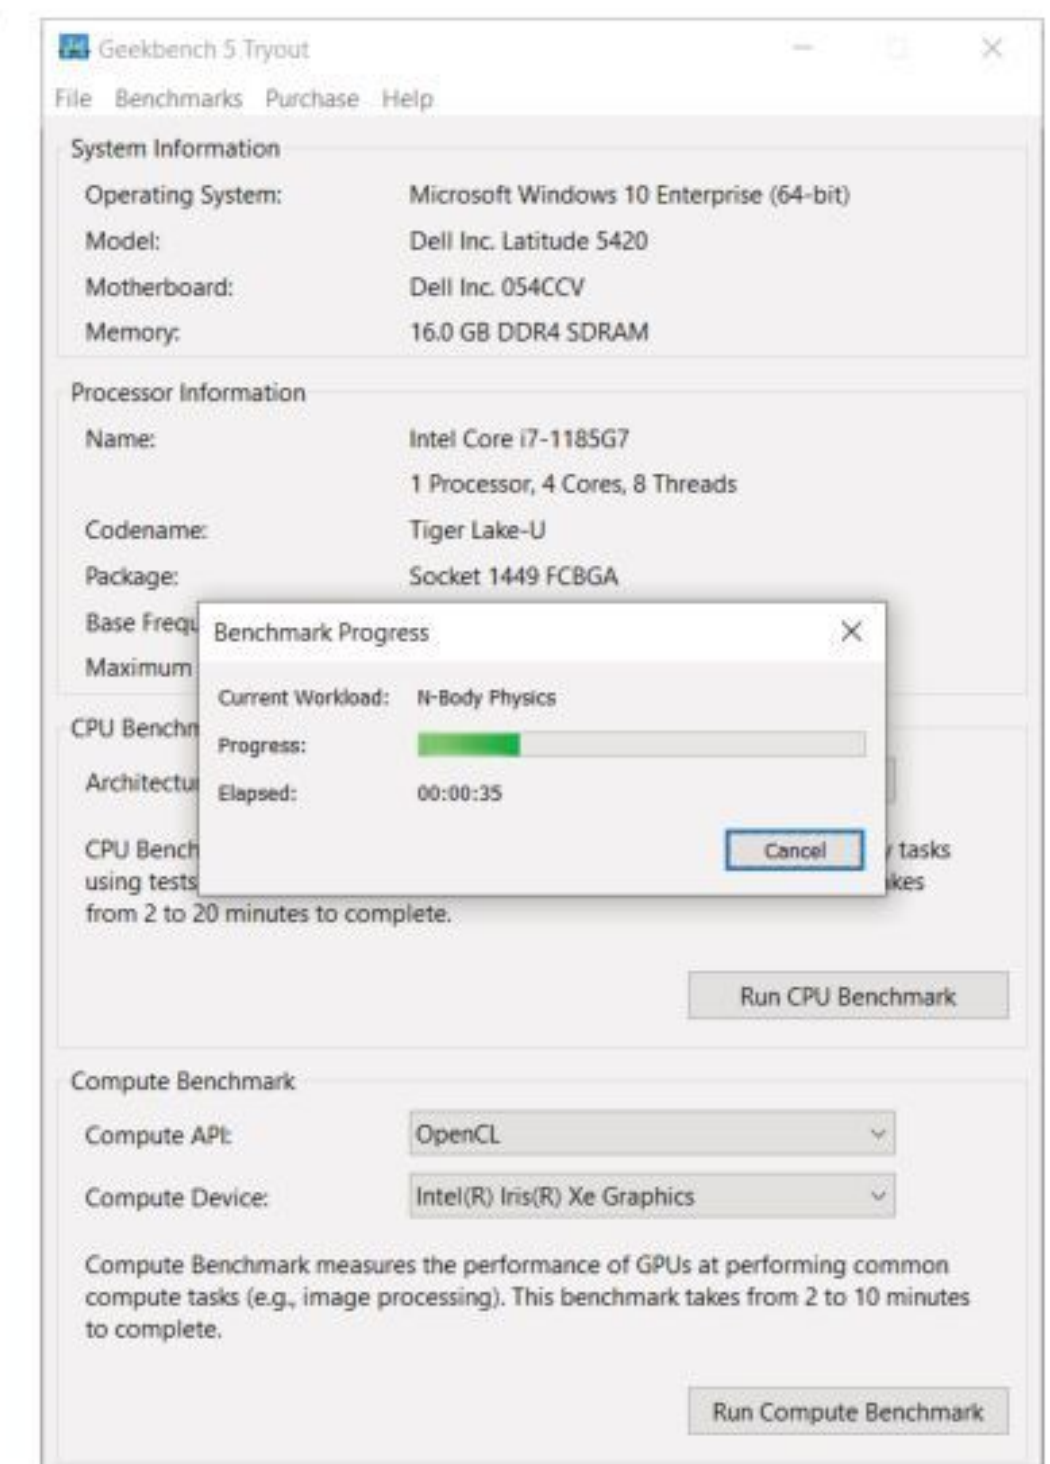 Geekbench 5 Tryout
File Benchmarks Purchase Help
System Information
Operating System: Microsoft Windows 10 Enterprise (64-bit)
Model: Dell Inc. Latitude 5420
Motherboard: Dell Inc. 054CCV
Memory: 16.0 GB DDR4 SDRAM
Processor Information
Name: Intel Core i7-1185G7
1 Processor, 4 Cores, 8 Threads
Codename: Tiger Lake-U
Package: Socket 1449 FCBGA
Base Frequ
Maximum
CPU Benchm
Architectur
CPU Bench
y tasks
using tests
akes
from 2 to 20 minutes to complete.
Benchmark Progress
Current Workload: N-Body Physics
Progress:
Elapsed: 00:00:35
Cancel
Run CPU Benchmark
Compute Benchmark
Compute API: OpenCL
Compute Device: Intel(R) Iris(R) Xe Graphics
Compute Benchmark measures the performance of GPUs at performing common
compute tasks (e.g., image processing). This benchmark takes from 2 to 10 minutes
to complete.
Run Compute Benchmark